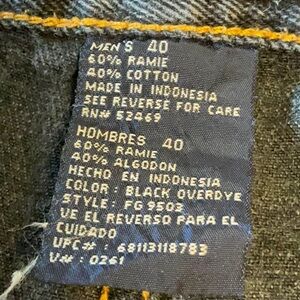 MEN'S 40
60% RAMIE
40% COTTON
MADE IN INDONESIA
SEE REVERSE FOR CARE
RN# 52469
HOMBRES 40
60% RAMIE
40% ALGODON
HECHO EN INDONESIA
COLOR : BLACK OVERDYE
STYLE : FG 9503
VE EL REVERSO PARA EL
CUIDADO
UPC# : 68113118783
V# : 0261